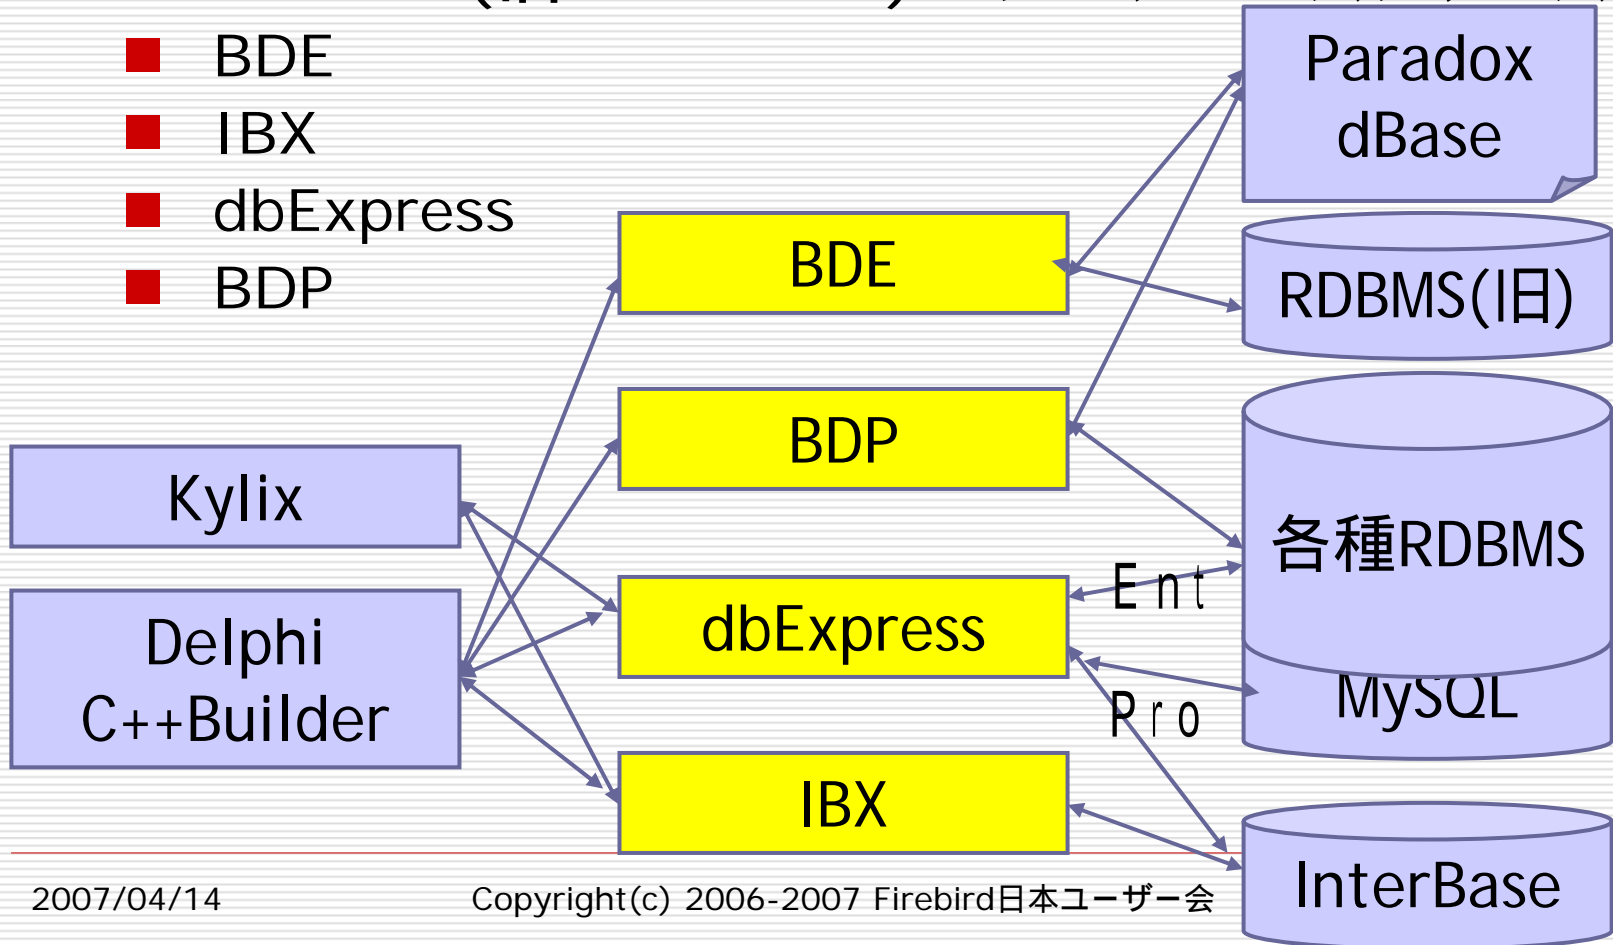 BDE
IBX
dbExpress
BDP
Paradox
dBase
RDBMS(旧)
各種RDBMS
MySQL
InterBase
BDE
BDP
dbExpress
IBX
Kylix
Delphi
C++Builder
Ent
Pro
2007/04/14
Copyright(c) 2006-2007 Firebird日本ユーザー会